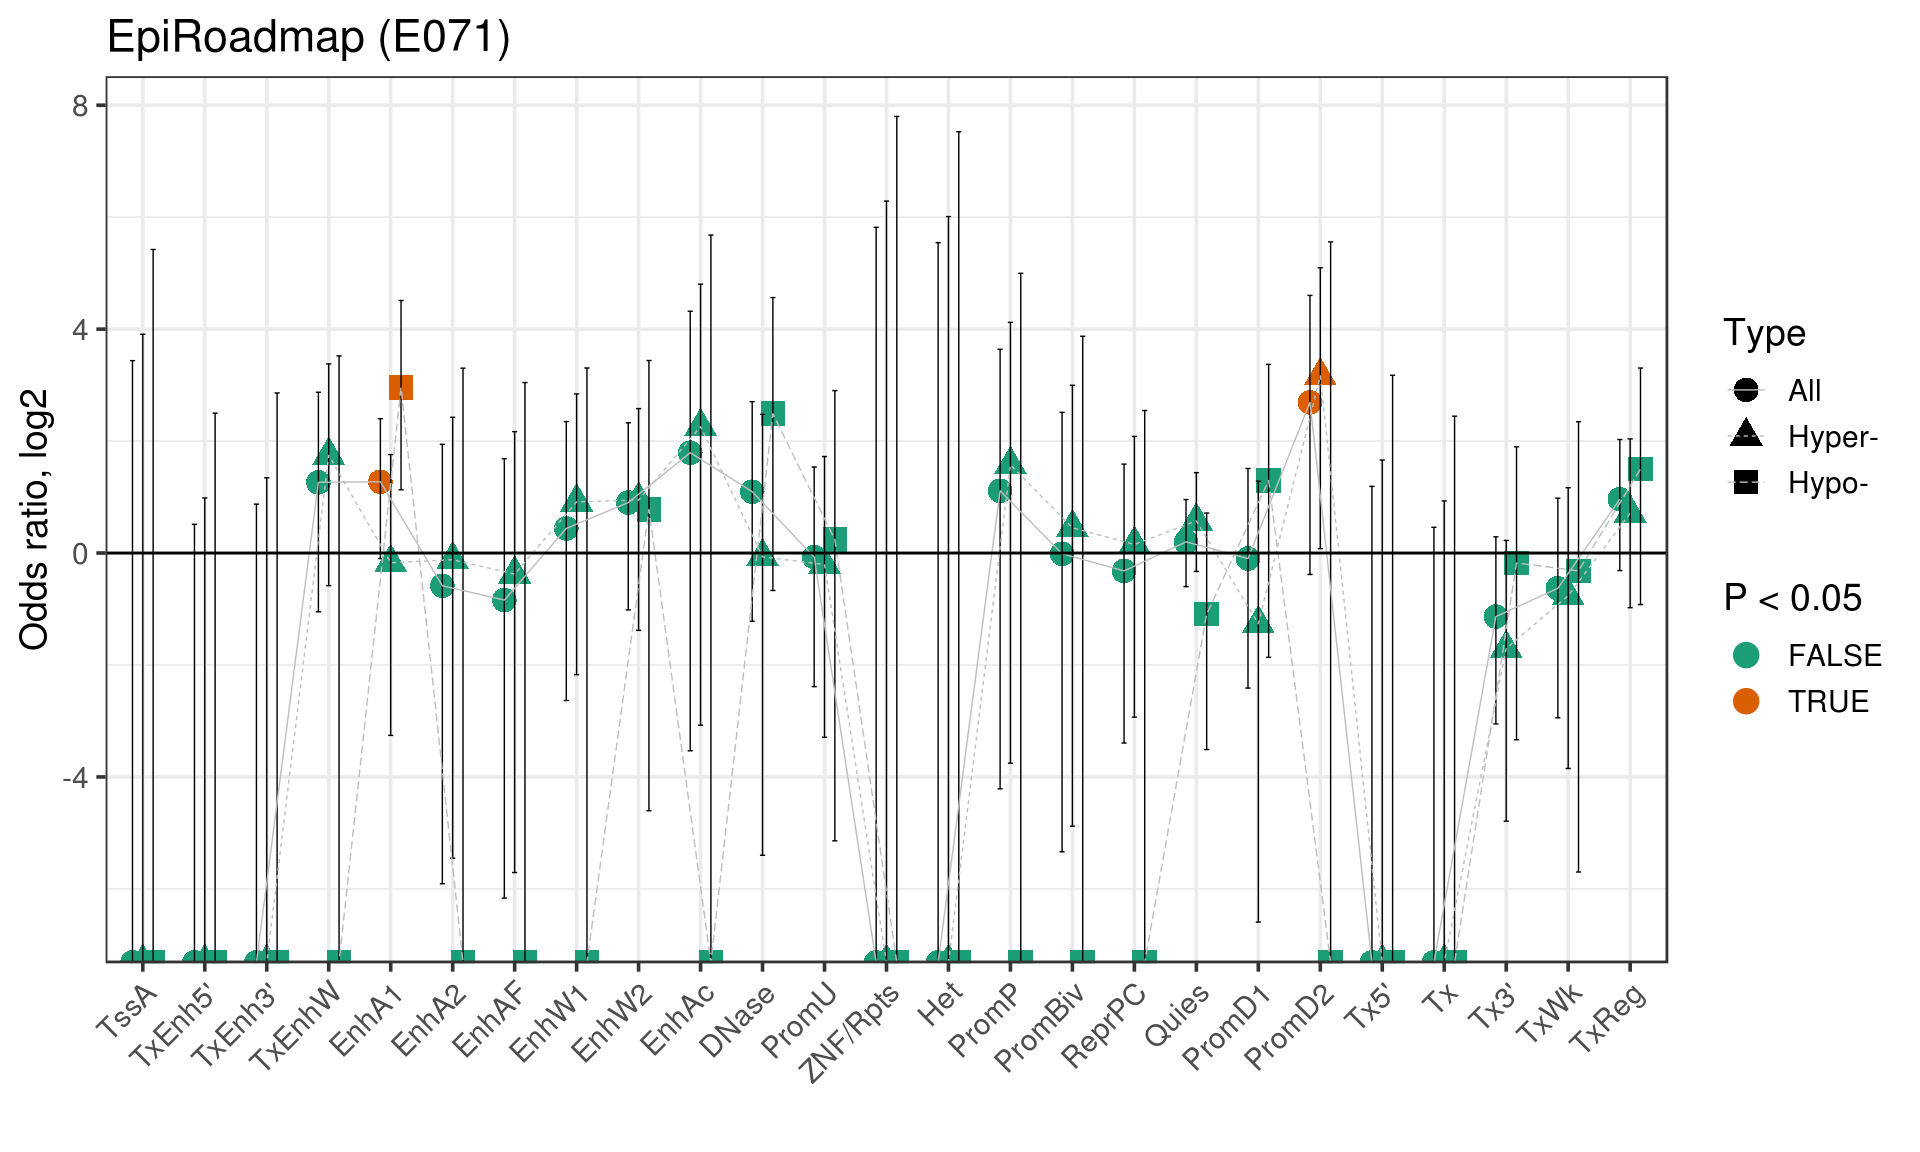 EpiRoadmap (E071)
Odds ratio, log2
8
4
0
-4
TssA
TxEnh5'
TxEnh3'
TxEnhW
EnhA1
EnhA2
EnhAF
EnhW1
EnhW2
EnhAc
DNase
PromU
ZNF/Rpts
Het
PromP
PromBiv
ReprPC
Quies
PromD1
PromD2
Tx5'
Tx
Tx3'
TxWk
TxReg
Type
All
Hyper-
Hypo-
P < 0.05
FALSE
TRUE